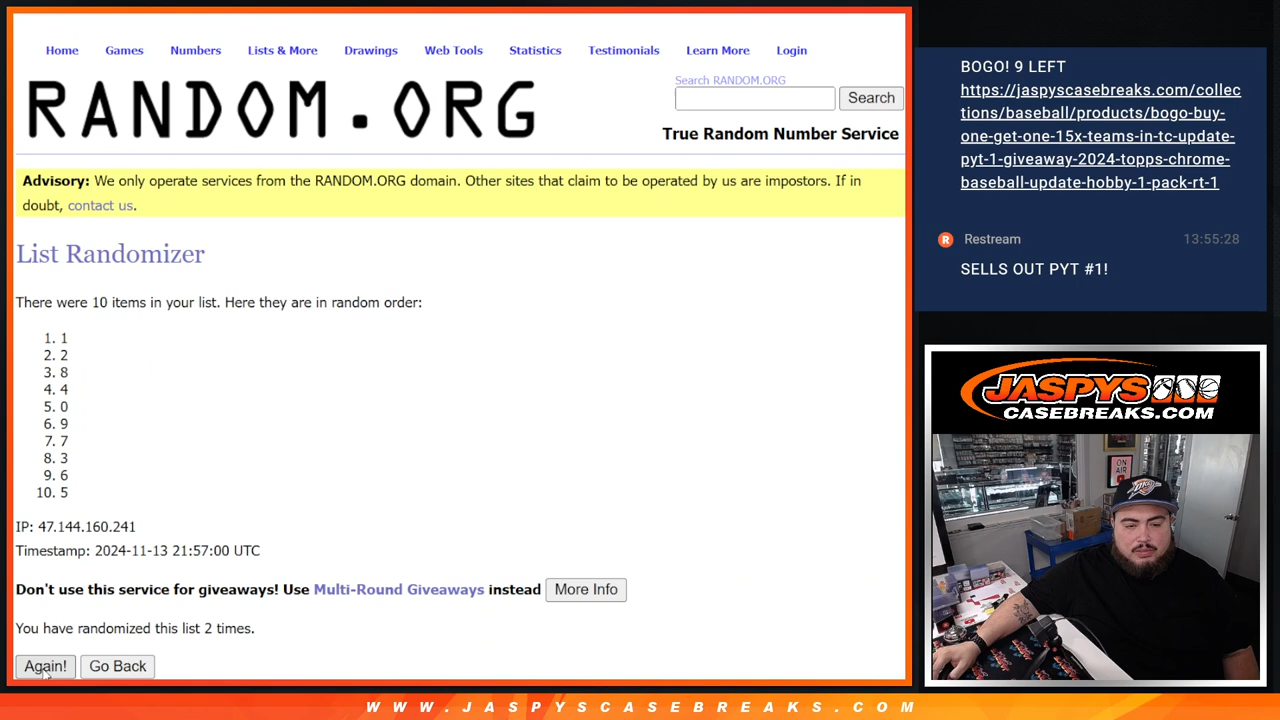 Home Games Numbers Lists & More Drawings Web Tools Statistics Testimonials Learn More Login
RANDOM.ORG
Search RANDOM.ORG
Search
True Random Number Service
Advisory: We only operate services from the RANDOM.ORG domain. Other sites that claim to be operated by us are impostors. If in
doubt, contact us.
List Randomizer
There were 10 items in your list. Here they are in random order:
1. 1
2. 2
3. 8
4. 4
5. 0
6. 9
7. 7
8. 3
9. 6
10. 5
IP: 47.144.160.241
Timestamp: 2024-11-13 21:57:00 UTC
Don't use this service for giveaways! Use Multi-Round Giveaways instead More Info
You have randomized this list 2 times.
Again! Go Back
BOGO! 9 LEFT
https://jaspyscasebreaks.com/collec
tions/baseball/products/bogo-buy-
one-get-one-15x-teams-in-tc-update-
pyt-1-giveaway-2024-topps-chrome-
baseball-update-hobby-1-pack-rt-1
R Restream 13:55:28
SELLS OUT PYT #1!
JASPYS
CASEBREAKS.COM
ON
AIR
WWW.JASPYSCASEBREAKS.COM